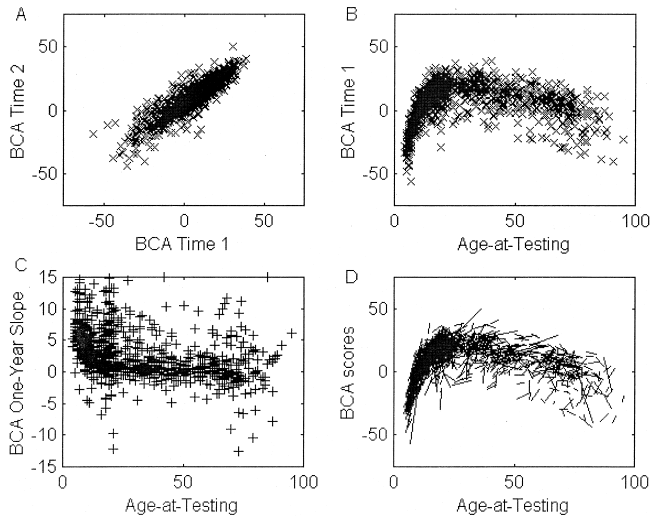 A
BCA Time 2
50
0
-50
-50
0
50
BCA Time 1
B
BCA Time 1
50
0
-50
0
50
100
Age-at-Testing
C
BCA One-Year Slope
15
10
5
0
-5
-10
-15
0
50
100
Age-at-Testing
D
BCA scores
50
0
-50
0
50
100
Age-at-Testing